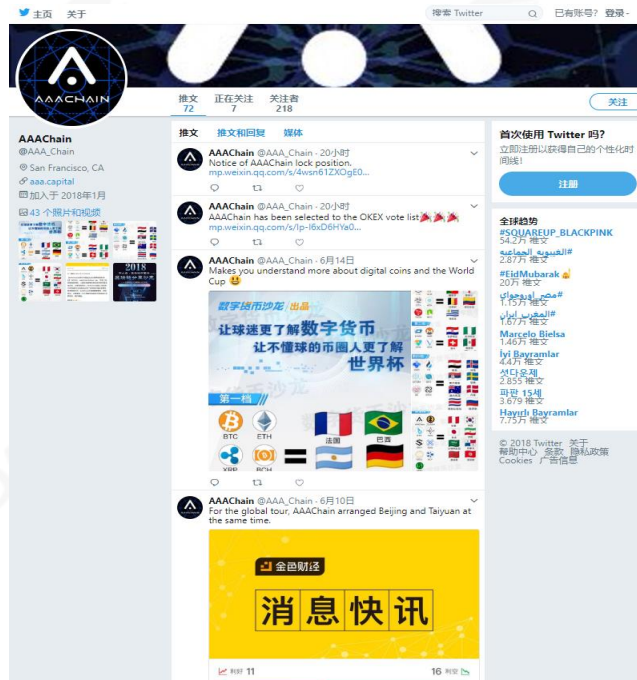 主页 关于
搜索 Twitter
已有账号? 登录
AAACHAIN
推文 72
正在关注 7
关注者 218
关注
AAAChain
@AAA_Chain
San Francisco, CA
aaa.capital
加入于 2018年1月
43 个照片和视频
2018
推文 推文和回复 媒体
AAAChain @AAA_Chain · 20小时
Notice of AAAChain lock position.
mp.weixin.qq.com/s/4wsn61ZXOgE0...
AAAChain @AAA_Chain · 20小时
AAAChain has been selected to the OKEX vote list🎉🎉🎉
mp.weixin.qq.com/s/Ip-I6xD6HYa0...
AAAChain @AAA_Chain · 6月14日
Makes you understand more about digital coins and the World
Cup 😃
数字货币沙龙/出品
让球迷更了解数字货币
让不懂球的币圈人更了解
世界杯
第一档
BTC ETH
法国 巴西
XRP BCH
AAAChain @AAA_Chain · 6月10日
For the global tour, AAAChain arranged Beijing and Taiyuan at
the same time.
金色财经
消息快讯
利好 11
16 利空
首次使用 Twitter 吗?
立即注册以获得自己的个性化时
间线!
注册
全球趋势
#SQUAREUP_BLACKPINK
54.2万 推文
#الغيبوبه_الجماعيه
2.87万 推文
#EidMubarak
20万 推文
#مصر_اوروجواي
1.15万 推文
#المغرب_ايران
1.67万 推文
Marcelo Bielsa
1.46万 推文
İyi Bayramlar
4.4万 推文
섯다운제
2,855 推文
파판 15세
3,679 推文
Hayırlı Bayramlar
7.75万 推文
© 2018 Twitter 关于
帮助中心 条款 隐私政策
Cookies 广告信息